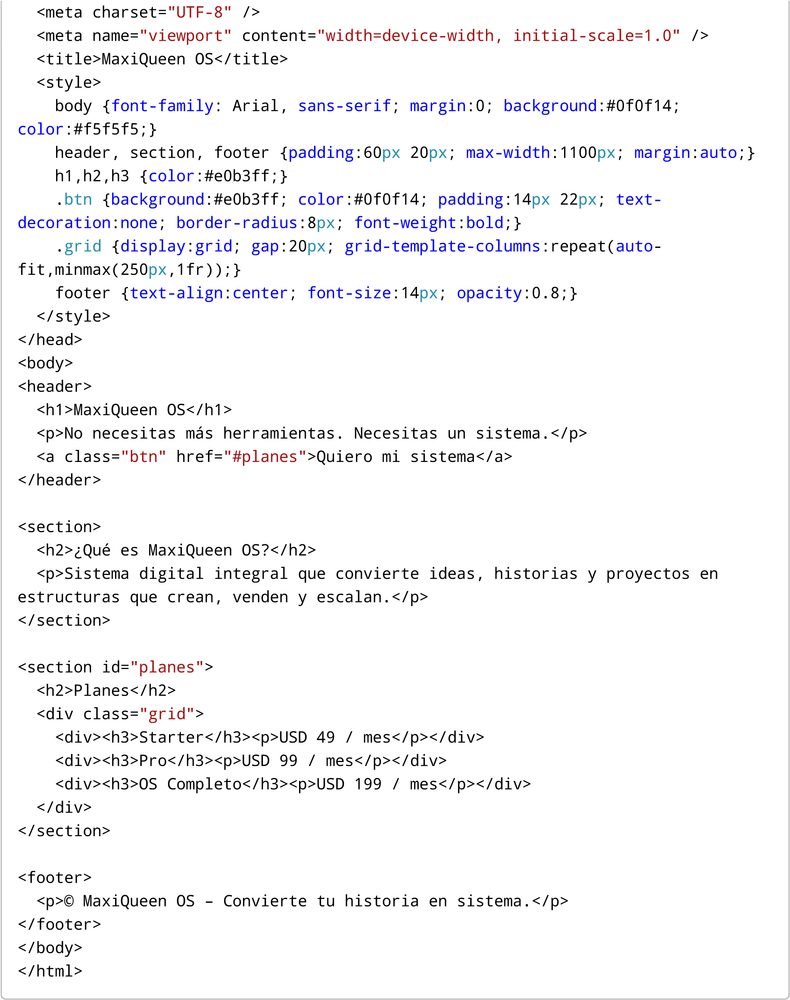 <meta charset="UTF-8" />
<meta name="viewport" content="width=device-width, initial-scale=1.0" />
<title>MaxiQueen OS</title>
<style>
body {font-family: Arial, sans-serif; margin:0; background:#0f0f14;
color:#f5f5f5;}
header, section, footer {padding:60px 20px; max-width:1100px; margin:auto;}
h1,h2,h3 {color:#e0b3ff;}
.btn {background:#e0b3ff; color:#0f0f14; padding:14px 22px; text-
decoration:none; border-radius:8px; font-weight:bold;}
.grid {display:grid; gap:20px; grid-template-columns:repeat(auto-
fit,minmax(250px,1fr));}
footer {text-align:center; font-size:14px; opacity:0.8;}
</style>
</head>
<body>
<header>
<h1>MaxiQueen OS</h1>
<p>No necesitas más herramientas. Necesitas un sistema.</p>
<a class="btn" href="#planes">Quiero mi sistema</a>
</header>
<section>
<h2>¿Qué es MaxiQueen OS?</h2>
<p>Sistema digital integral que convierte ideas, historias y proyectos en
estructuras que crean, venden y escalan.</p>
</section>
<section id="planes">
<h2>Planes</h2>
<div class="grid">
<div><h3>Starter</h3><p>USD 49 / mes</p></div>
<div><h3>Pro</h3><p>USD 99 / mes</p></div>
<div><h3>OS Completo</h3><p>USD 199 / mes</p></div>
</div>
</section>
<footer>
<p>© MaxiQueen OS – Convierte tu historia en sistema.</p>
</footer>
</body>
</html>